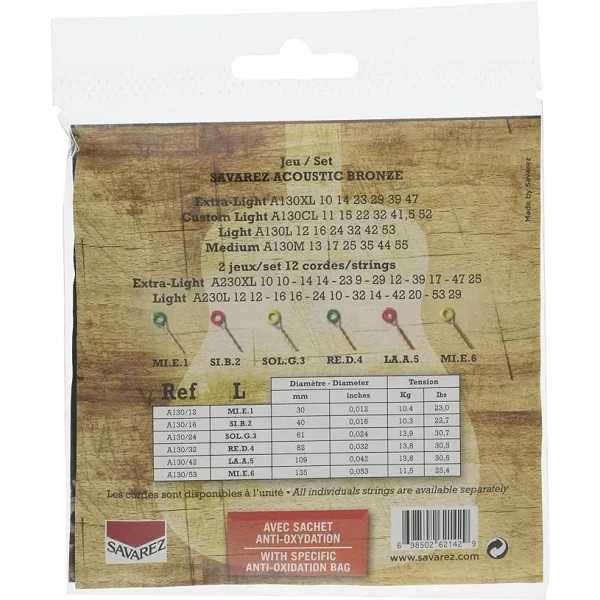 Made by Savarez
Jeu / Set
SAVAREZ ACOUSTIC BRONZE
Extra-Light A130XL 10 14 23 29 39 47
Custom Light A130CL 11 15 22 32 41,5 52
Light A130L 12 16 24 32 42 53
Medium A130M 13 17 25 35 44 55
2 jeux/set 12 cordes/strings
Extra-Light A230XL 10 10 - 14 14 - 23 9 - 29 12 - 39 17 - 47 25
Light A230L 12 12 - 16 16 - 24 10 - 32 14 - 42 20 - 53 29
MI.E.1 SI.B.2 SOL.G.3 RE.D.4 LA.A.5 MI.E.6
Ref L Diamètre - Diameter Tension
mm inches Kg Lbs
A130/12 MI.E.1 30 0,012 10,4 23,0
A130/16 SI.B.2 40 0,016 10,3 22,7
A130/24 SOL.G.3 61 0,024 13,9 30,7
A130/32 RE.D.4 82 0,032 13,8 30,5
A130/42 LA.A.5 109 0,042 13,8 30,5
A130/53 MI.E.6 135 0,053 11,5 25,4
Les cordes sont disponibles à l'unité • All individuals strings are available separately
SAVAREZ
AVEC SACHET
ANTI-OXYDATION
WITH SPECIFIC
ANTI-OXIDATION BAG
6 98502 62142 9
www.savarez.com